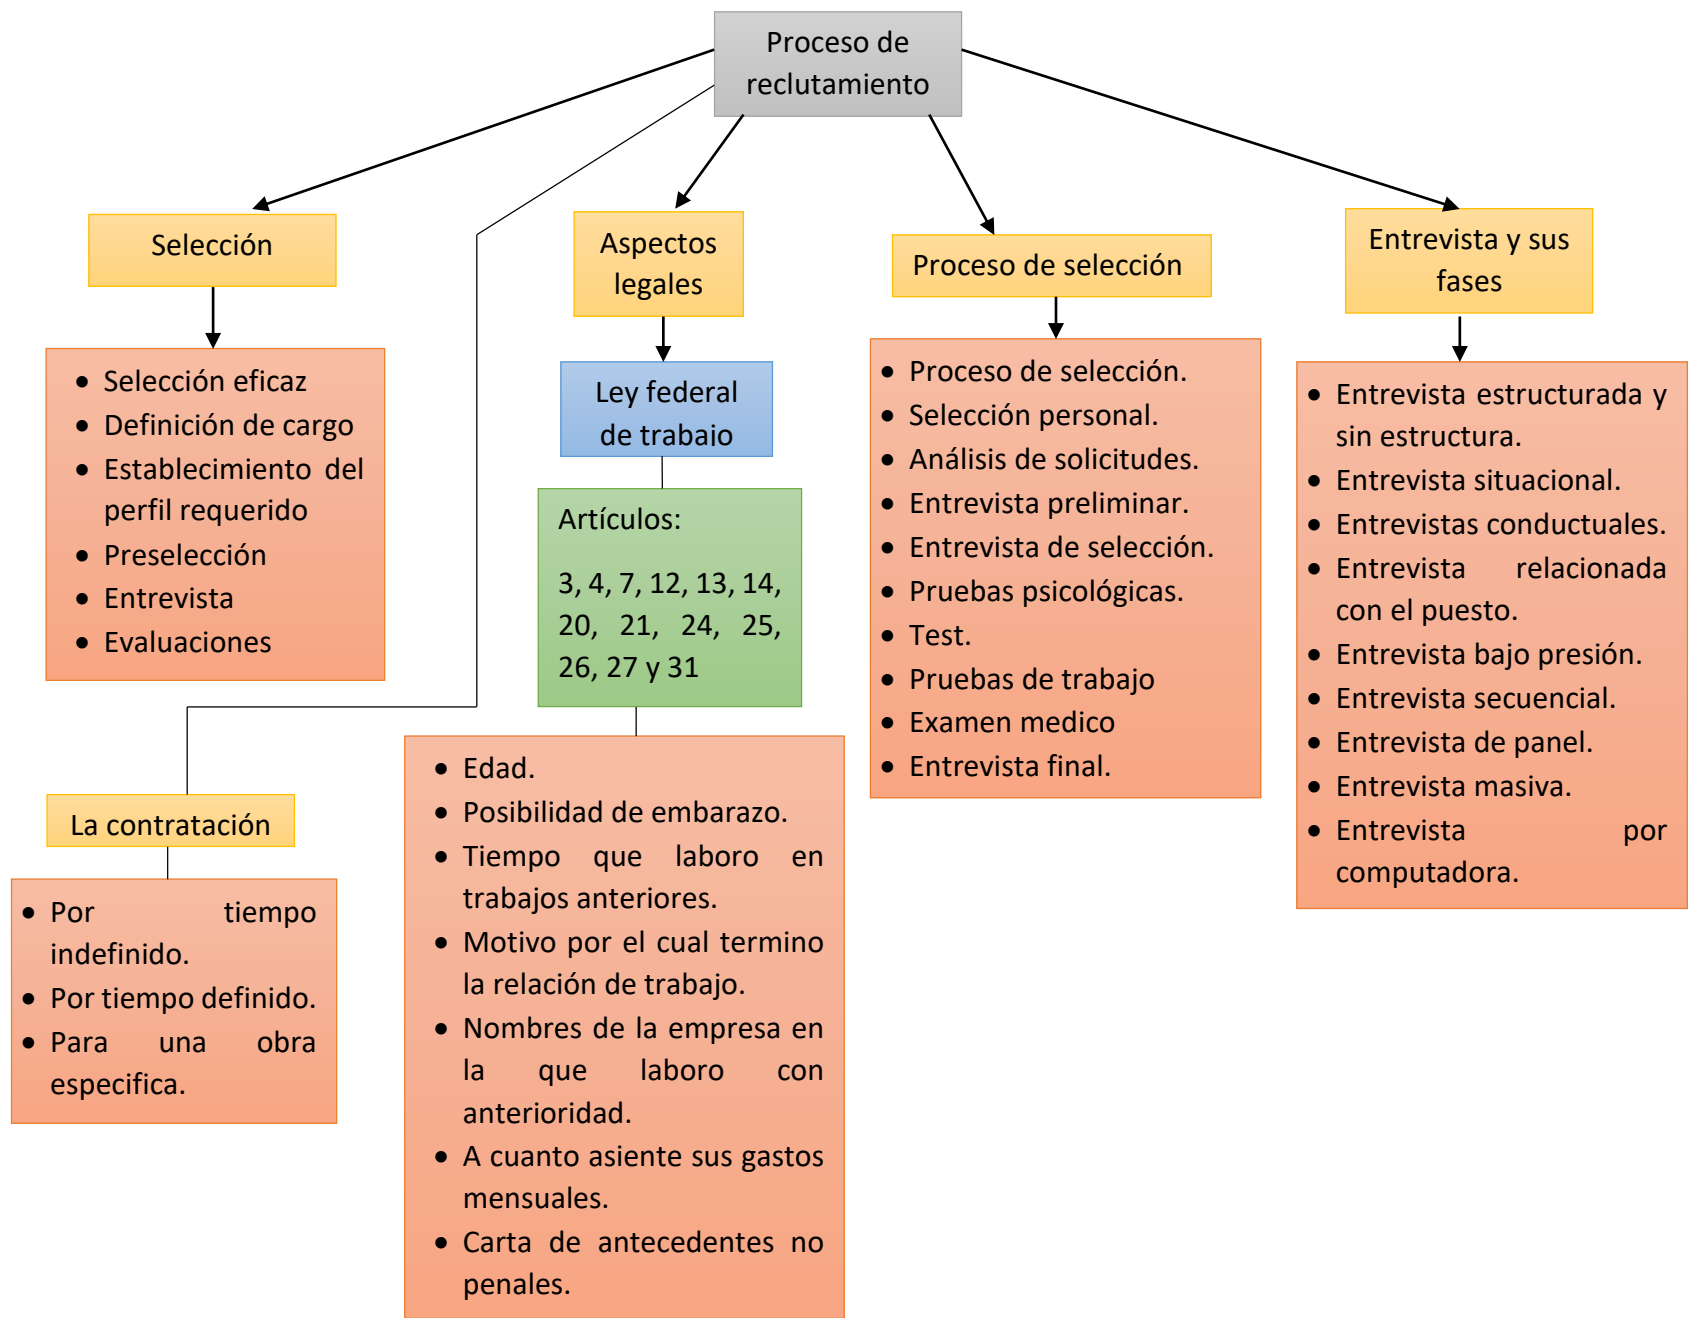 Proceso de
reclutamiento
Selección
Aspectos
legales
Proceso de selección
Entrevista y sus
fases
• Selección eficaz
• Definición de cargo
• Establecimiento del
perfil requerido
• Preselección
• Entrevista
• Evaluaciones
Ley federal
de trabajo
Artículos:
3, 4, 7, 12, 13, 14,
20, 21, 24, 25,
26, 27 y 31
• Edad.
• Posibilidad de embarazo.
• Tiempo que laboro en
trabajos anteriores.
• Motivo por el cual termino
la relación de trabajo.
• Nombres de la empresa en
la que laboro con
anterioridad.
• A cuanto asiente sus gastos
mensuales.
• Carta de antecedentes no
penales.
• Proceso de selección.
• Selección personal.
• Análisis de solicitudes.
• Entrevista preliminar.
• Entrevista de selección.
• Pruebas psicológicas.
• Test.
• Pruebas de trabajo
• Examen medico
• Entrevista final.
• Entrevista estructurada y
sin estructura.
• Entrevista situacional.
• Entrevistas conductuales.
• Entrevista relacionada
con el puesto.
• Entrevista bajo presión.
• Entrevista secuencial.
• Entrevista de panel.
• Entrevista masiva.
• Entrevista por
computadora.
La contratación
• Por tiempo
indefinido.
• Por tiempo definido.
• Para una obra
especifica.